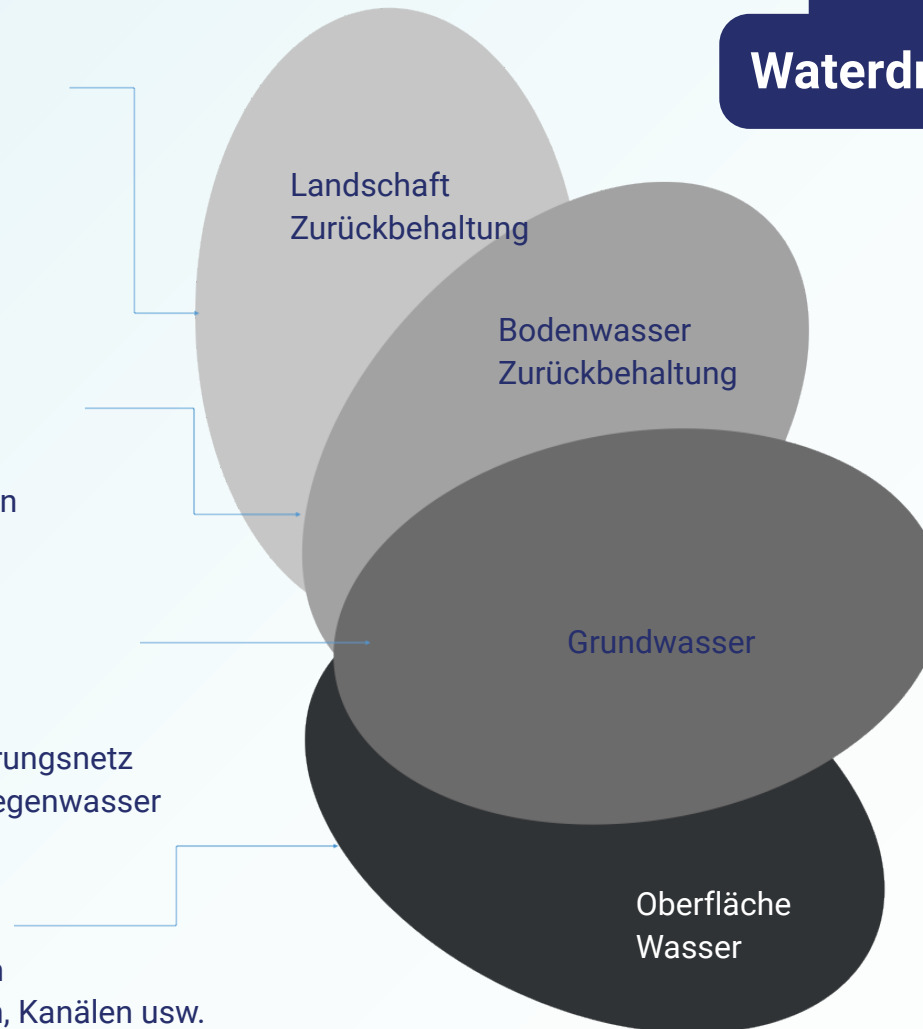 Waterdr
Landschaft
Zurückbehaltung
Bodenwasser
Zurückbehaltung
n
Grundwasser
rungsnetz
egenwasser
Oberfläche
Wasser
n, Kanälen usw.